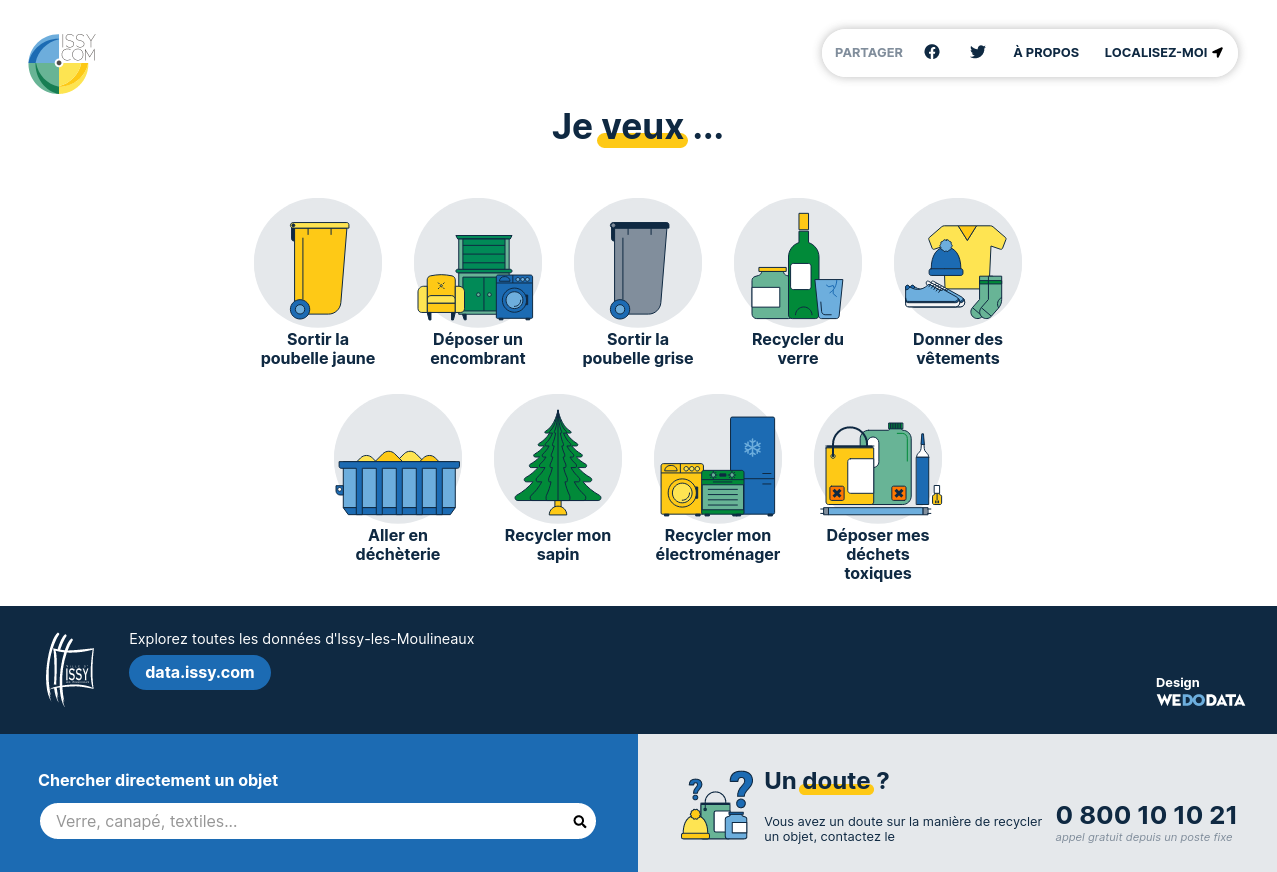 ISSY
COM
PARTAGER
À PROPOS
LOCALISEZ-MOI
Je veux ...
Sortir la
poubelle jaune
Déposer un
encombrant
Sortir la
poubelle grise
Recycler du
verre
Donner des
vêtements
Aller en
déchèterie
Recycler mon
sapin
Recycler mon
électroménager
Déposer mes
déchets
toxiques
ISSY
Explorez toutes les données d'Issy-les-Moulineaux
data.issy.com
Design
WEDODATA
Chercher directement un objet
Verre, canapé, textiles...
Un doute ?
Vous avez un doute sur la manière de recycler
un objet, contactez le
0 800 10 10 21
appel gratuit depuis un poste fixe